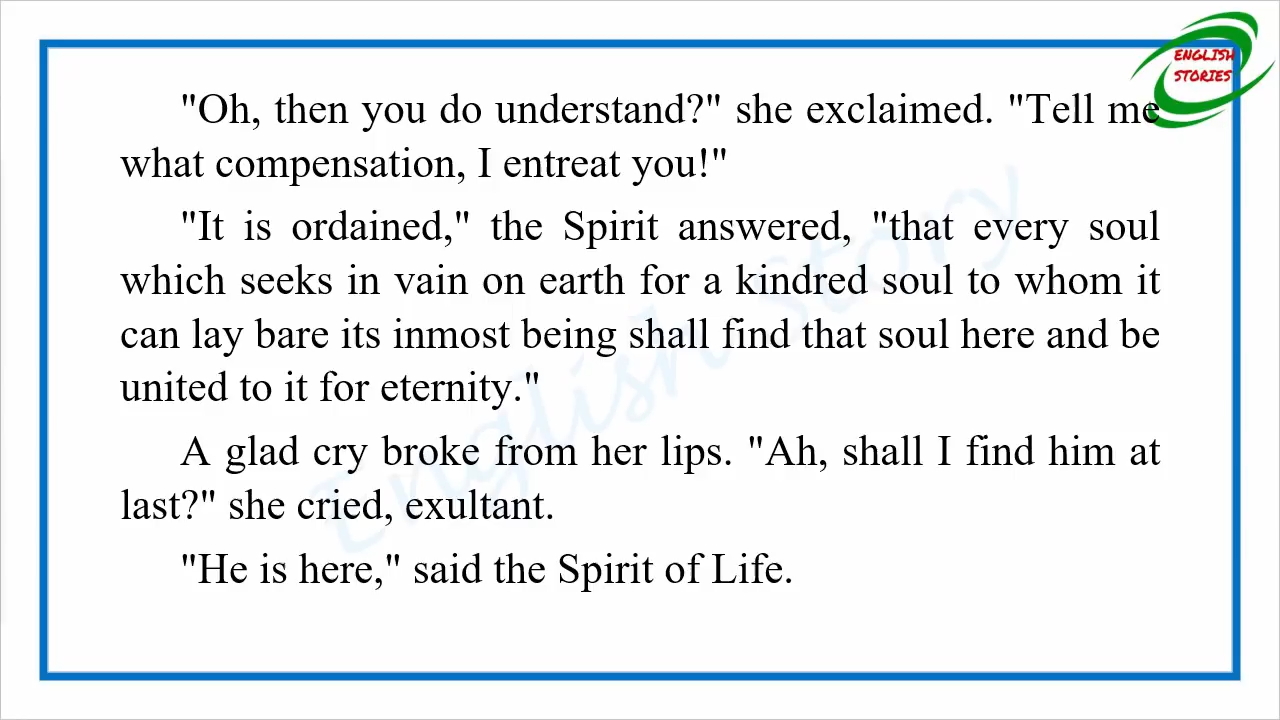 ENGLISH
STORIES
"Oh, then you do understand?" she exclaimed. "Tell me
what compensation, I entreat you!"
"It is ordained," the Spirit answered, "that every soul
which seeks in vain on earth for a kindred soul to whom it
can lay bare its inmost being shall find that soul here and be
united to it for eternity."
A glad cry broke from her lips. "Ah, shall I find him at
last?" she cried, exultant.
"He is here," said the Spirit of Life.
English Story